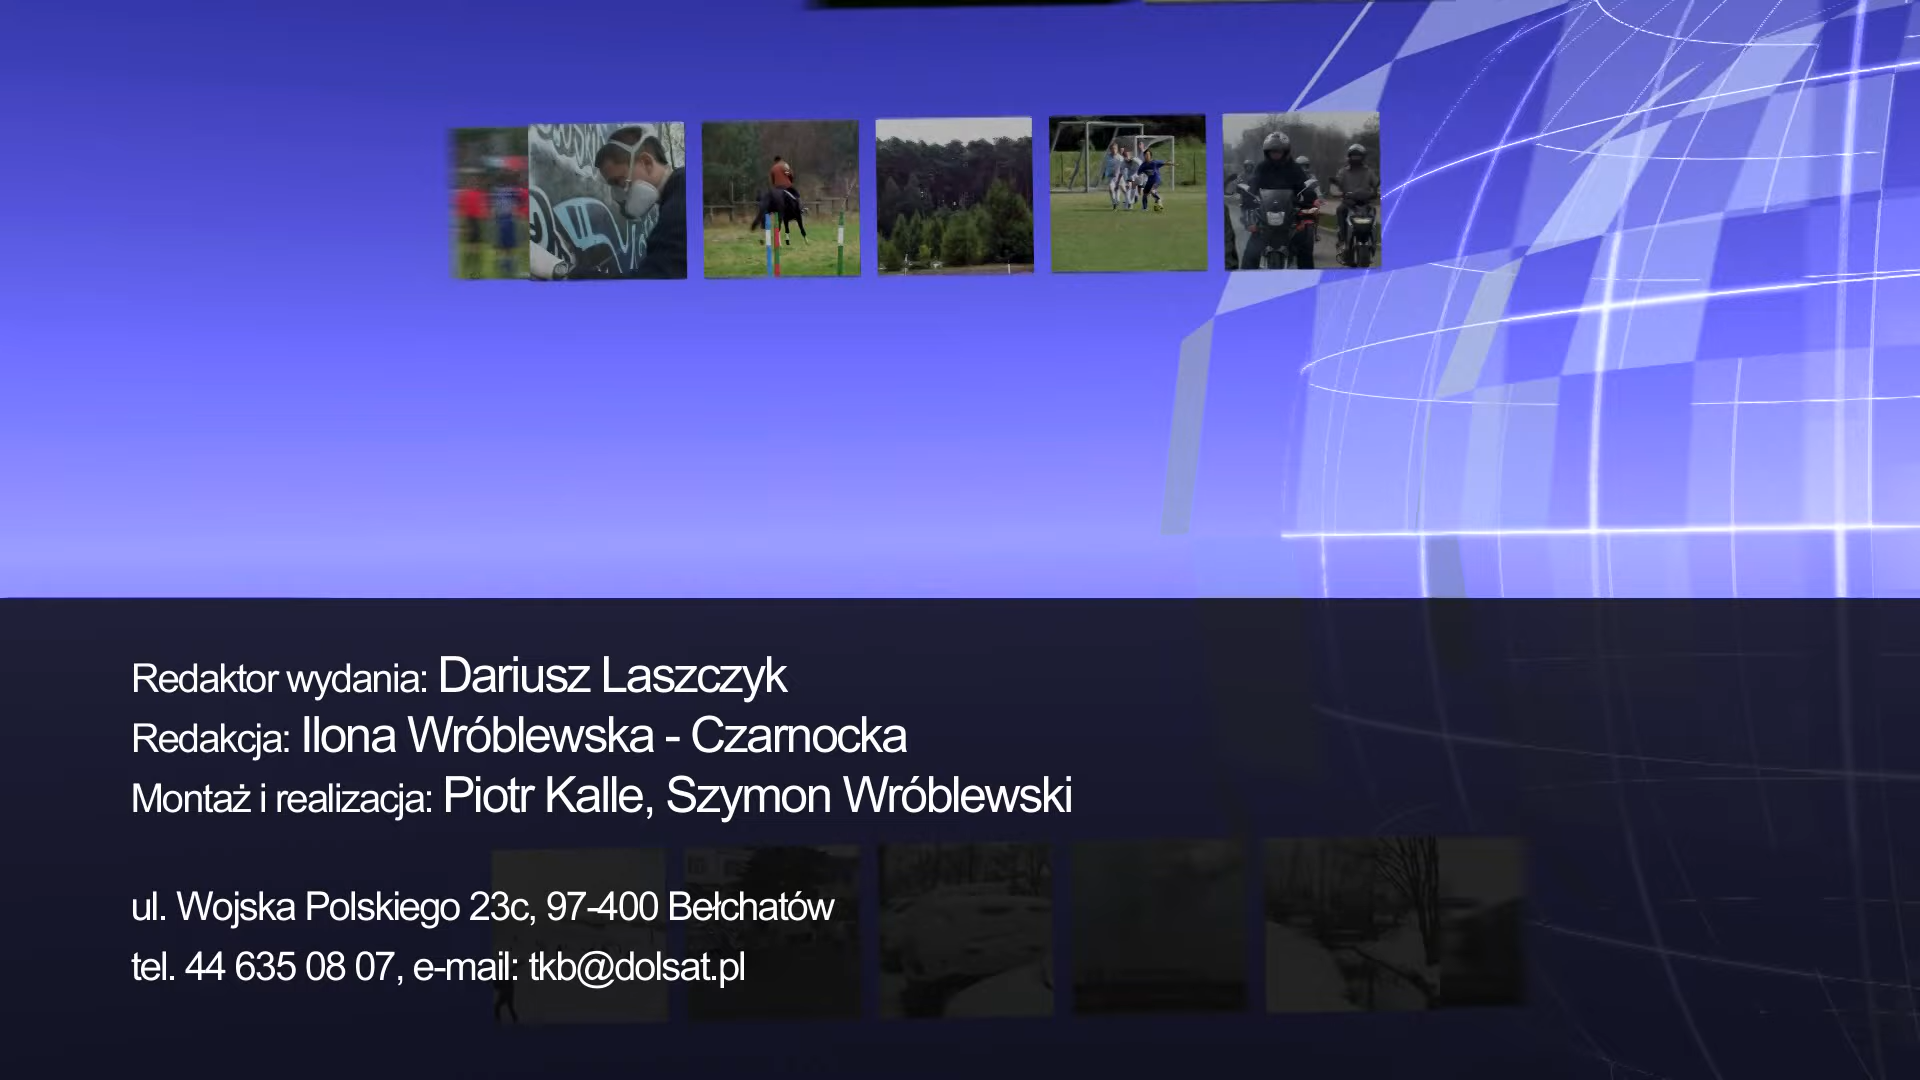 Redaktor wydania: Dariusz Laszczyk
Redakcja: Ilona Wróblewska - Czarnocka
Montaż i realizacja: Piotr Kalle, Szymon Wróblewski
ul. Wojska Polskiego 23c, 97-400 Bełchatów
tel. 44 635 08 07, e-mail: tkb@dolsat.pl